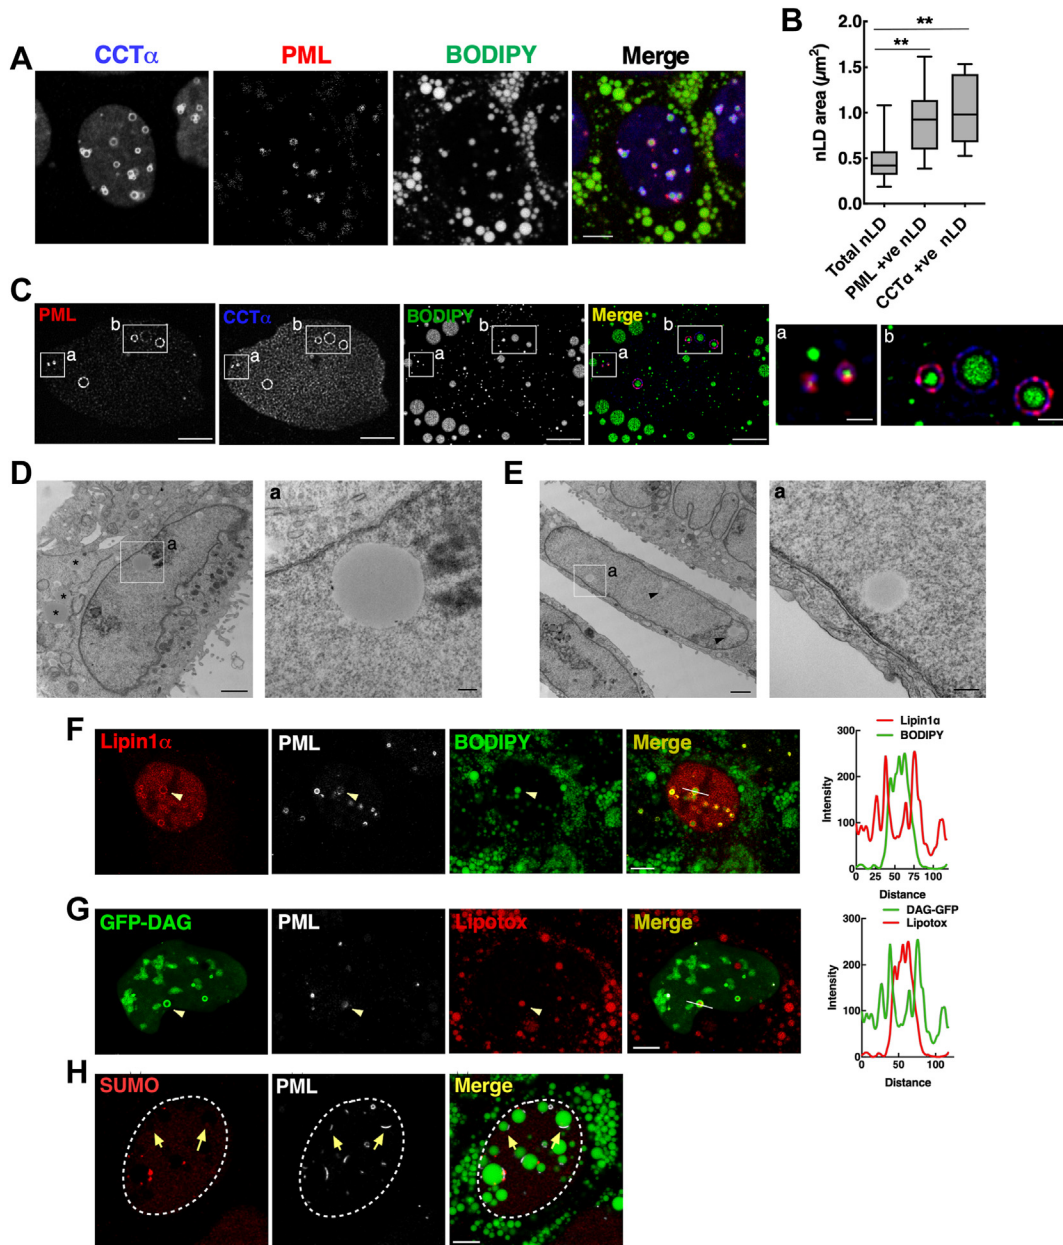 A
CCTα
PML
BODIPY
Merge
B
nLD area (µm²)
2.0
1.5
1.0
0.5
0.0
**
**
Total nLD
PML +ve nLD
CCTα +ve nLD
C
PML
a
b
CCTα
a
b
BODIPY
a
b
Merge
a
b
a
b
D
a
*
*
*
a
E
a
a
F
Lipin1α
PML
BODIPY
Merge
Lipin1α
BODIPY
Intensity
300
200
100
0
0 25 50 75 100
Distance
G
GFP-DAG
PML
Lipotox
Merge
DAG-GFP
Lipotox
Intensity
300
200
100
0
0 50 100
Distance
H
SUMO
PML
Merge